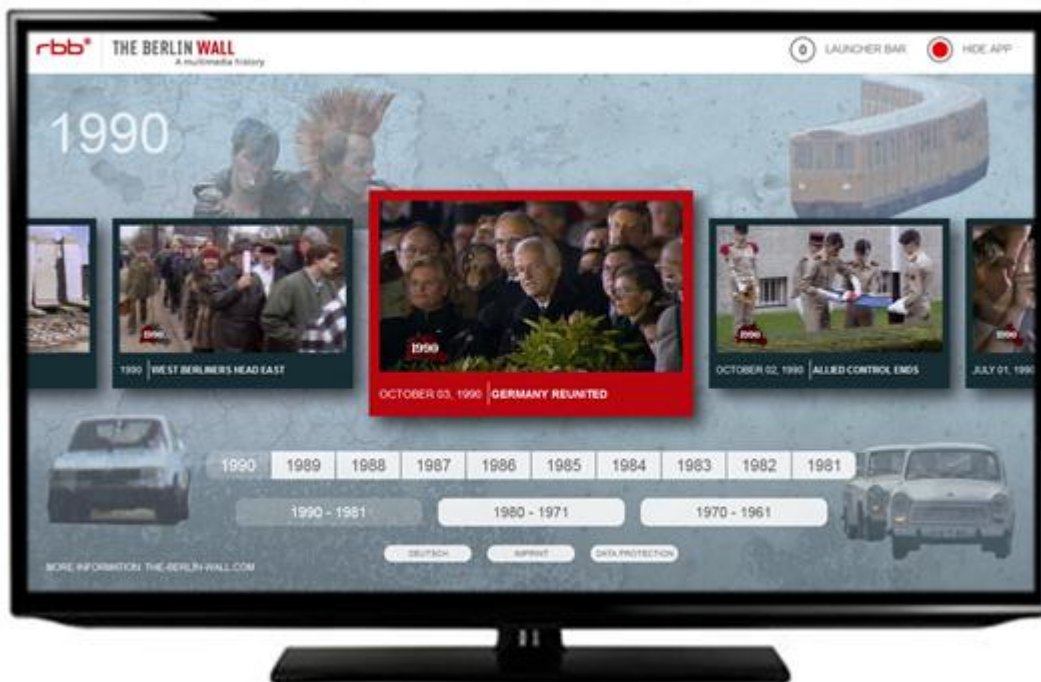 rbb
THE BERLIN WALL
A multimedia history
0 LAUNCHER BAR
HIDE APP
1990
1990
1990 | WEST BERLINERS HEAD EAST
1990
OCTOBER 03, 1990 | GERMANY REUNITED
1990
OCTOBER 02, 1990 | ALLIED CONTROL ENDS
1990
JULY 01, 1990
1990 1989 1988 1987 1986 1985 1984 1983 1982 1981
1990 - 1981 1980 - 1971 1970 - 1961
DEUTSCH IMPRINT DATA PROTECTION
MORE INFORMATION: THE-BERLIN-WALL.COM